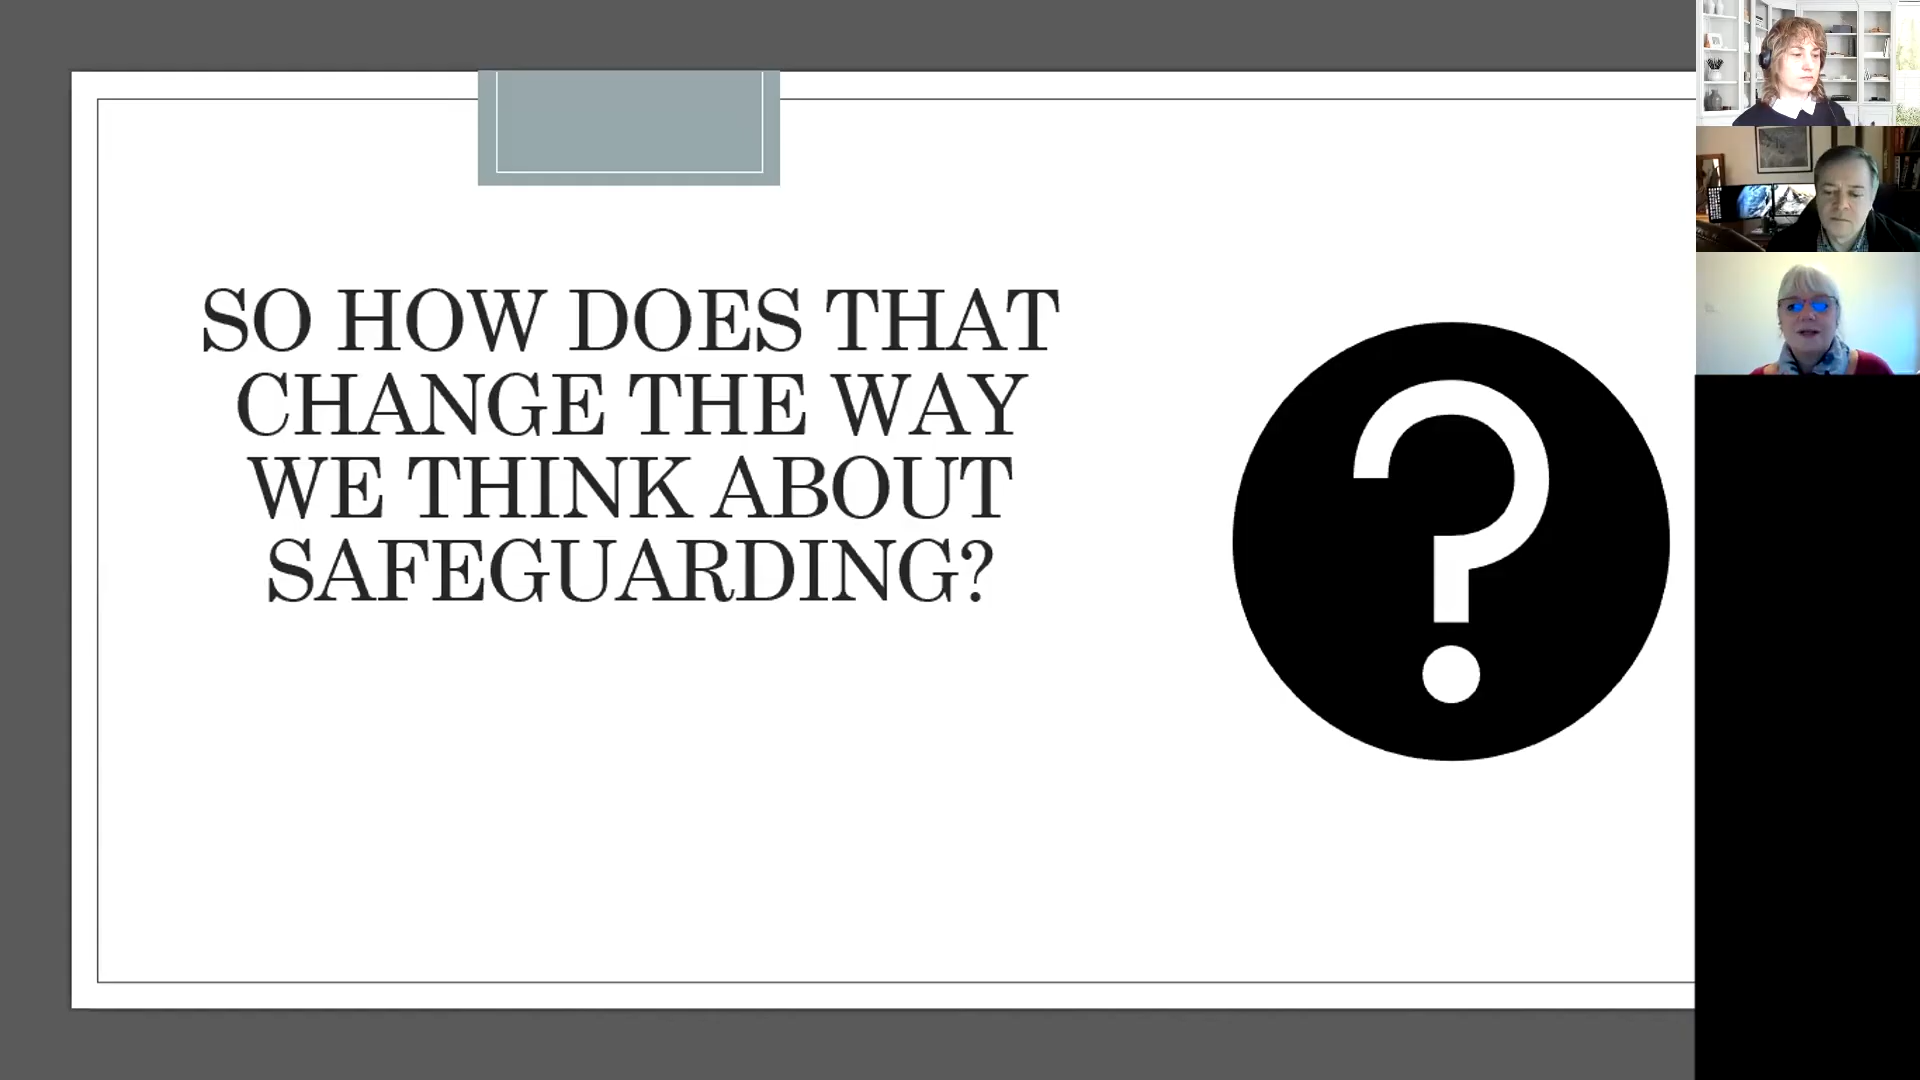 SO HOW DOES THAT
CHANGE THE WAY
WE THINK ABOUT
SAFEGUARDING?
?